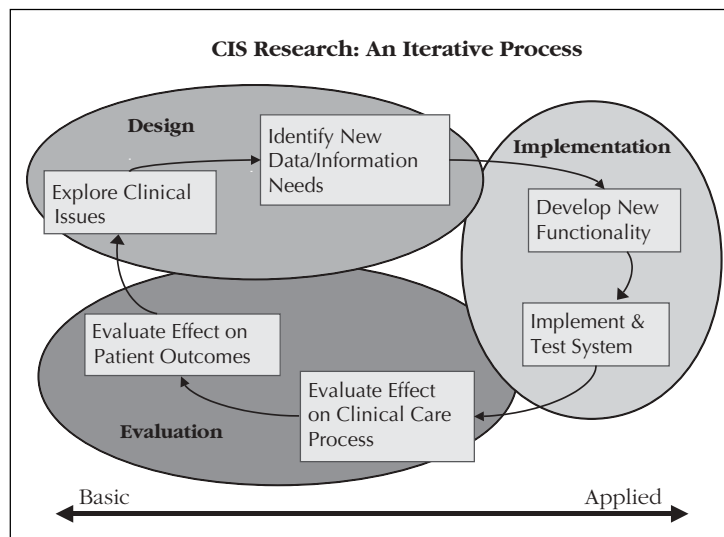 CIS Research: An Iterative Process
Design
Identify New
Data/Information
Needs
Implementation
Explore Clinical
Issues
Develop New
Functionality
Evaluate Effect on
Patient Outcomes
Implement &
Test System
Evaluate Effect
on Clinical Care
Process
Evaluation
Basic
Applied